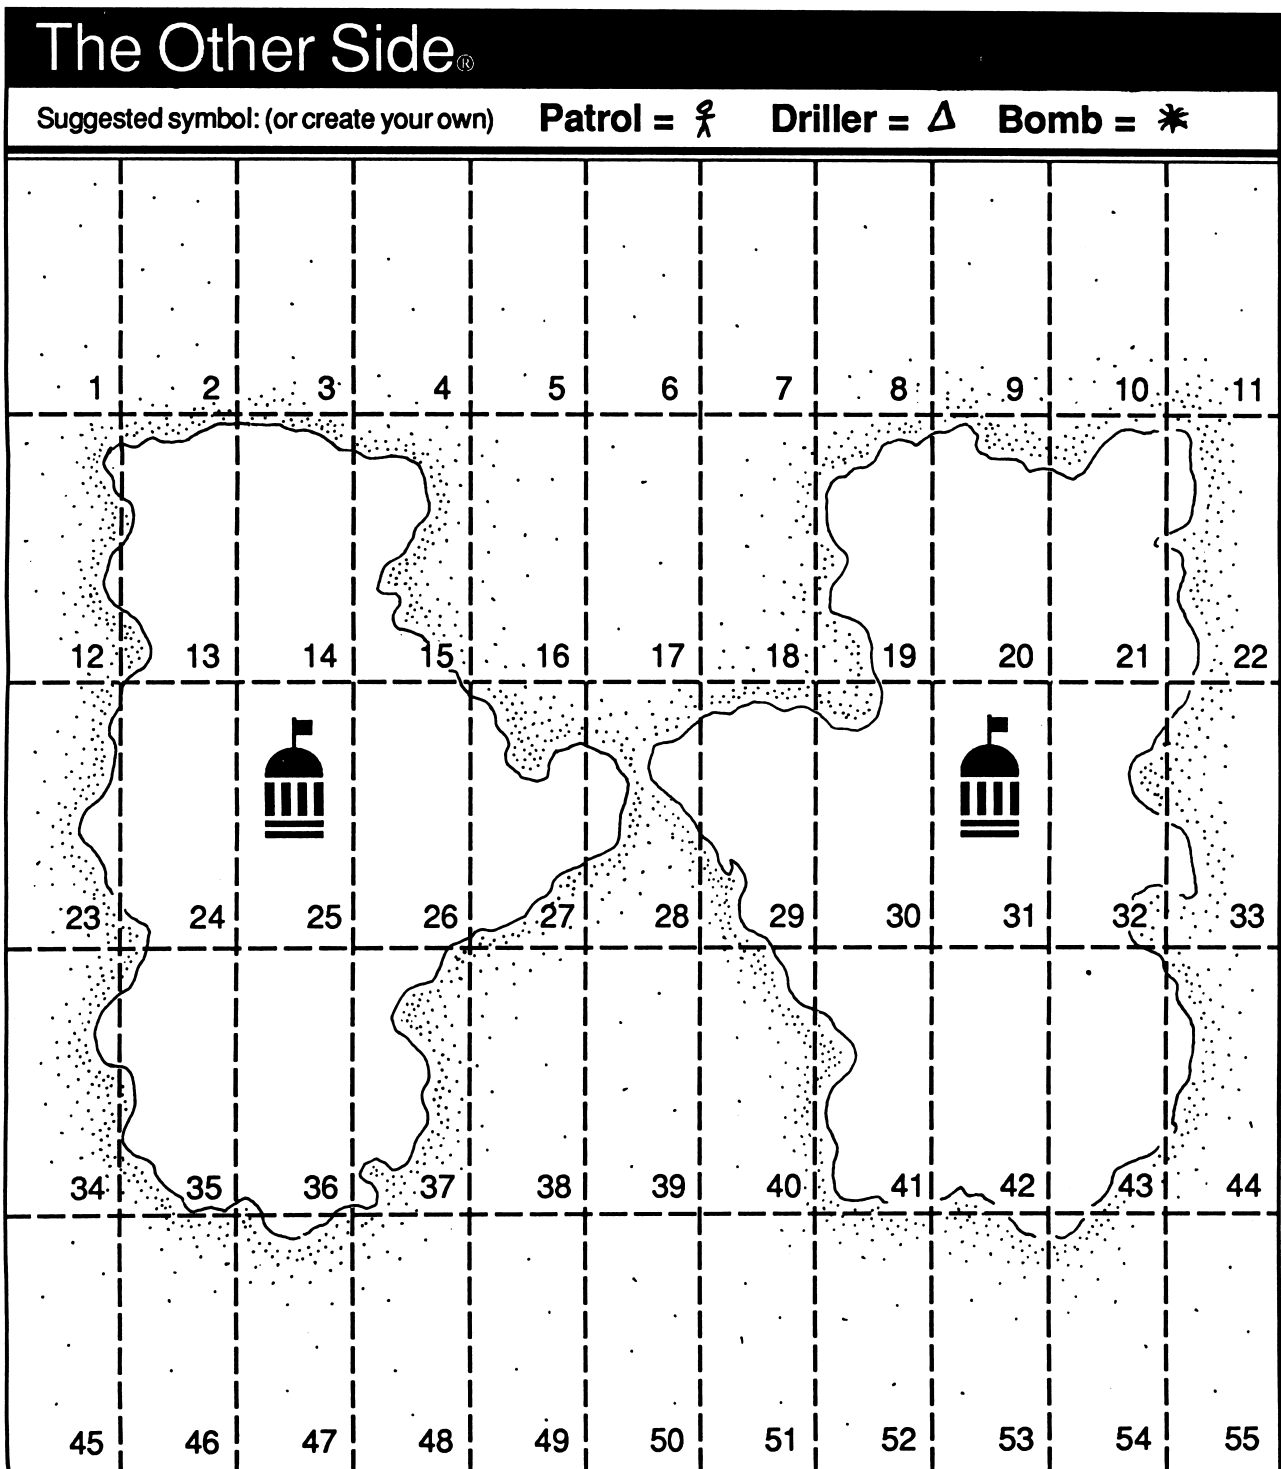 The Other Side®
Suggested symbol: (or create your own) Patrol = Driller = Δ Bomb = *
1 2 3 4 5 6 7 8 9 10 11
12 13 14 15 16 17 18 19 20 21 22
23 24 25 26 27 28 29 30 31 32 33
34 35 36 37 38 39 40 41 42 43 44
45 46 47 48 49 50 51 52 53 54 55